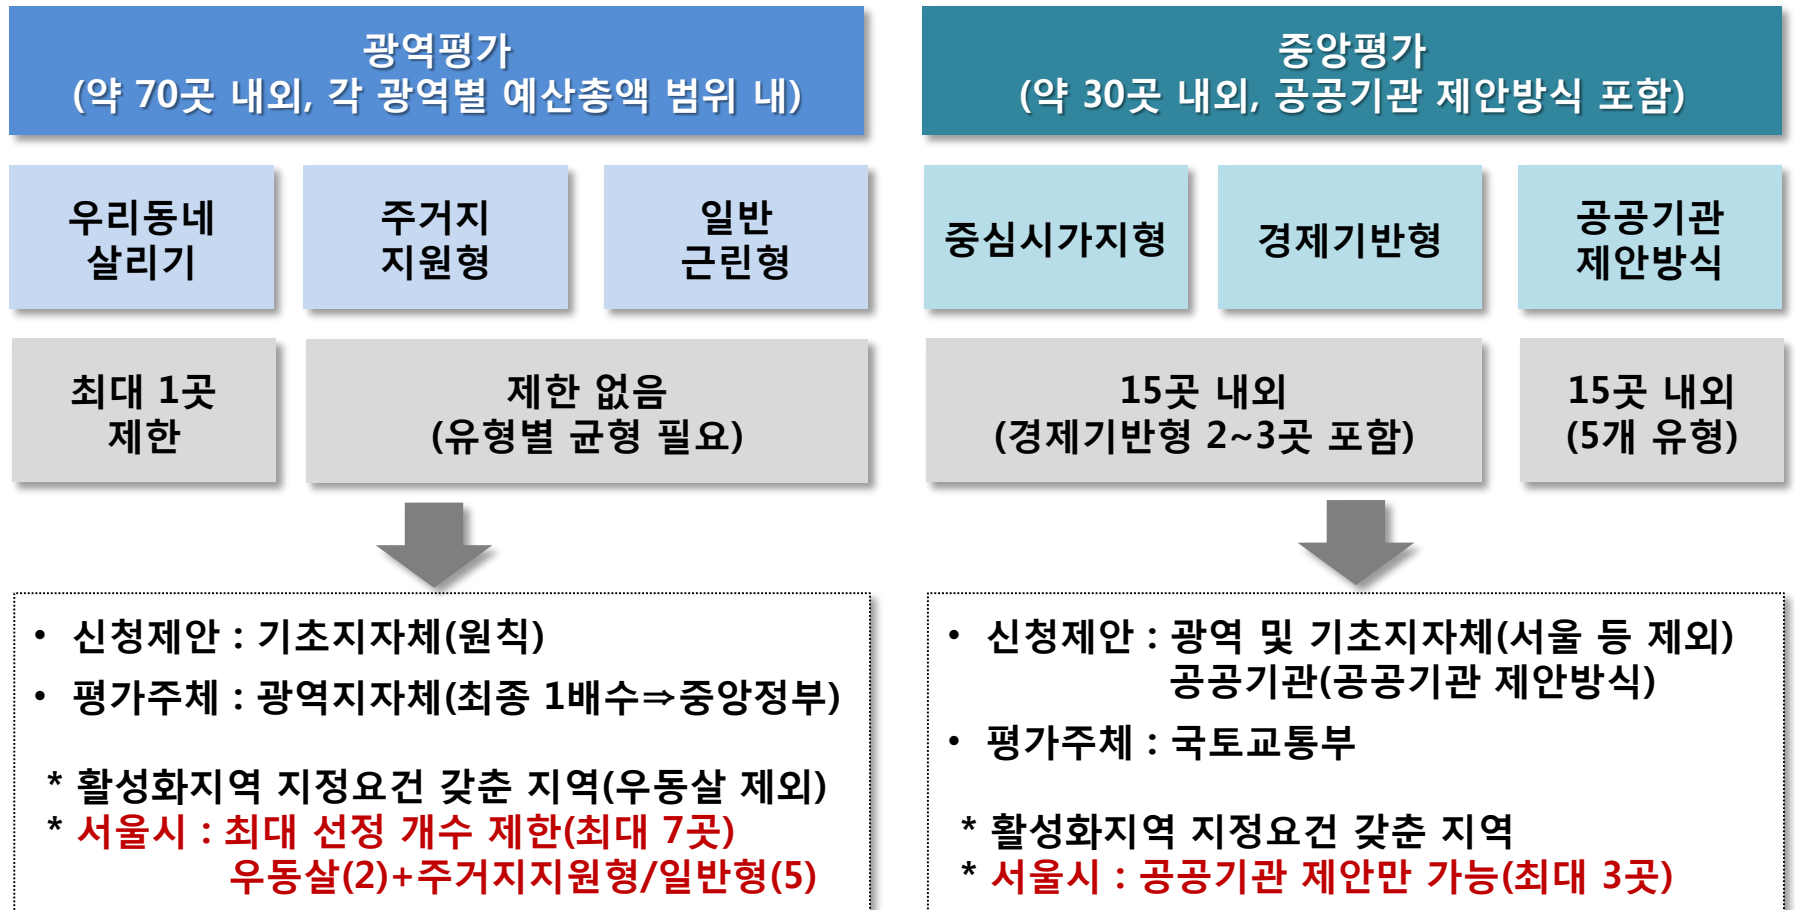 광역평가
(약 70곳 내외, 각 광역별 예산총액 범위 내)
우리동네
살리기
주거지
지원형
일반
근린형
최대 1곳
제한
제한 없음
(유형별 균형 필요)
• 신청제안 : 기초지자체(원칙)
• 평가주체 : 광역지자체(최종 1배수⇒중앙정부)
* 활성화지역 지정요건 갖춘 지역(우동살 제외)
* 서울시 : 최대 선정 개수 제한(최대 7곳)
우동살(2)+주거지지원형/일반형(5)
중앙평가
(약 30곳 내외, 공공기관 제안방식 포함)
중심시가지형
경제기반형
공공기관
제안방식
15곳 내외
(경제기반형 2~3곳 포함)
15곳 내외
(5개 유형)
• 신청제안 : 광역 및 기초지자체(서울 등 제외)
공공기관(공공기관 제안방식)
• 평가주체 : 국토교통부
* 활성화지역 지정요건 갖춘 지역
* 서울시 : 공공기관 제안만 가능(최대 3곳)